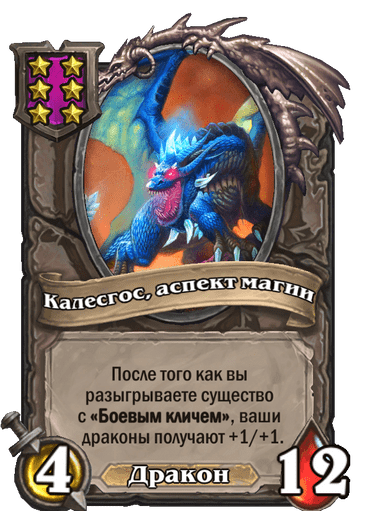 Калесгос, аспект магии
После того как вы
разыгрываете существо
с «Боевым кличем», ваши
драконы получают +1/+1.
4
Дракон
12